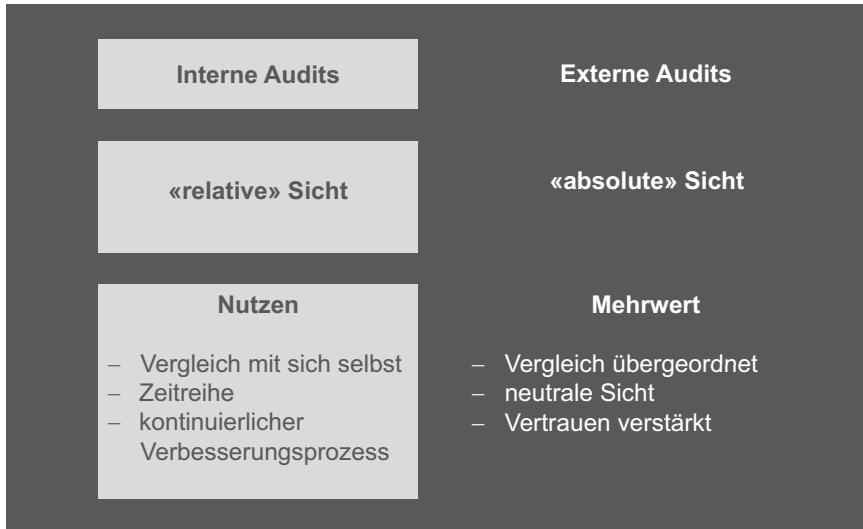 Interne Audits
Externe Audits
«relative» Sicht
«absolute» Sicht
Nutzen
– Vergleich mit sich selbst
– Zeitreihe
– kontinuierlicher
Verbesserungsprozess
Mehrwert
– Vergleich übergeordnet
– neutrale Sicht
– Vertrauen verstärkt